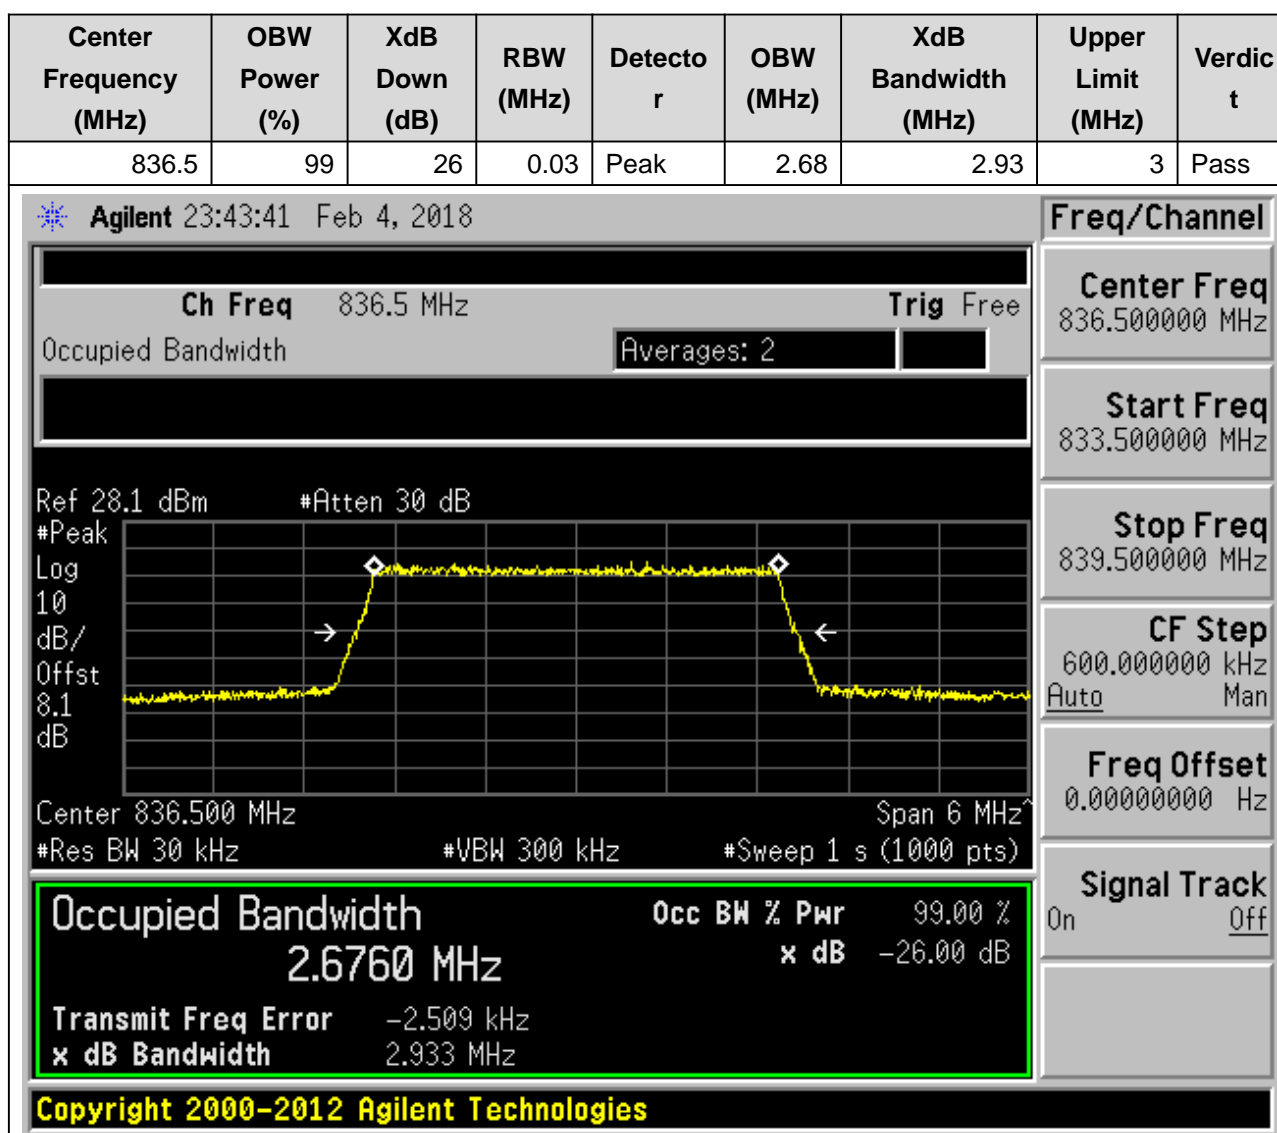 Center Frequency (MHz) OBW Power (%) XdB Down (dB) RBW (MHz) Detecto r OBW (MHz) XdB Bandwidth (MHz) Upper Limit (MHz) Verdic t
836.5 99 26 0.03 Peak 2.68 2.93 3 Pass
Agilent 23:43:41 Feb 4, 2018
Freq/Channel
Ch Freq 836.5 MHz Trig Free
Occupied Bandwidth Averages: 2
Ref 28.1 dBm #Atten 30 dB
#Peak
Log
10
dB/
Offst
8.1
dB
Center 836.500 MHz Span 6 MHz^
#Res BW 30 kHz #VBW 300 kHz #Sweep 1 s (1000 pts)
Occupied Bandwidth Occ BW % Pwr 99.00 %
2.6760 MHz x dB -26.00 dB
Transmit Freq Error -2.509 kHz
x dB Bandwidth 2.933 MHz
Center Freq
836.500000 MHz
Start Freq
833.500000 MHz
Stop Freq
839.500000 MHz
CF Step
600.000000 kHz
Auto Man
Freq Offset
0.00000000 Hz
Signal Track
On Off
Copyright 2000-2012 Agilent Technologies